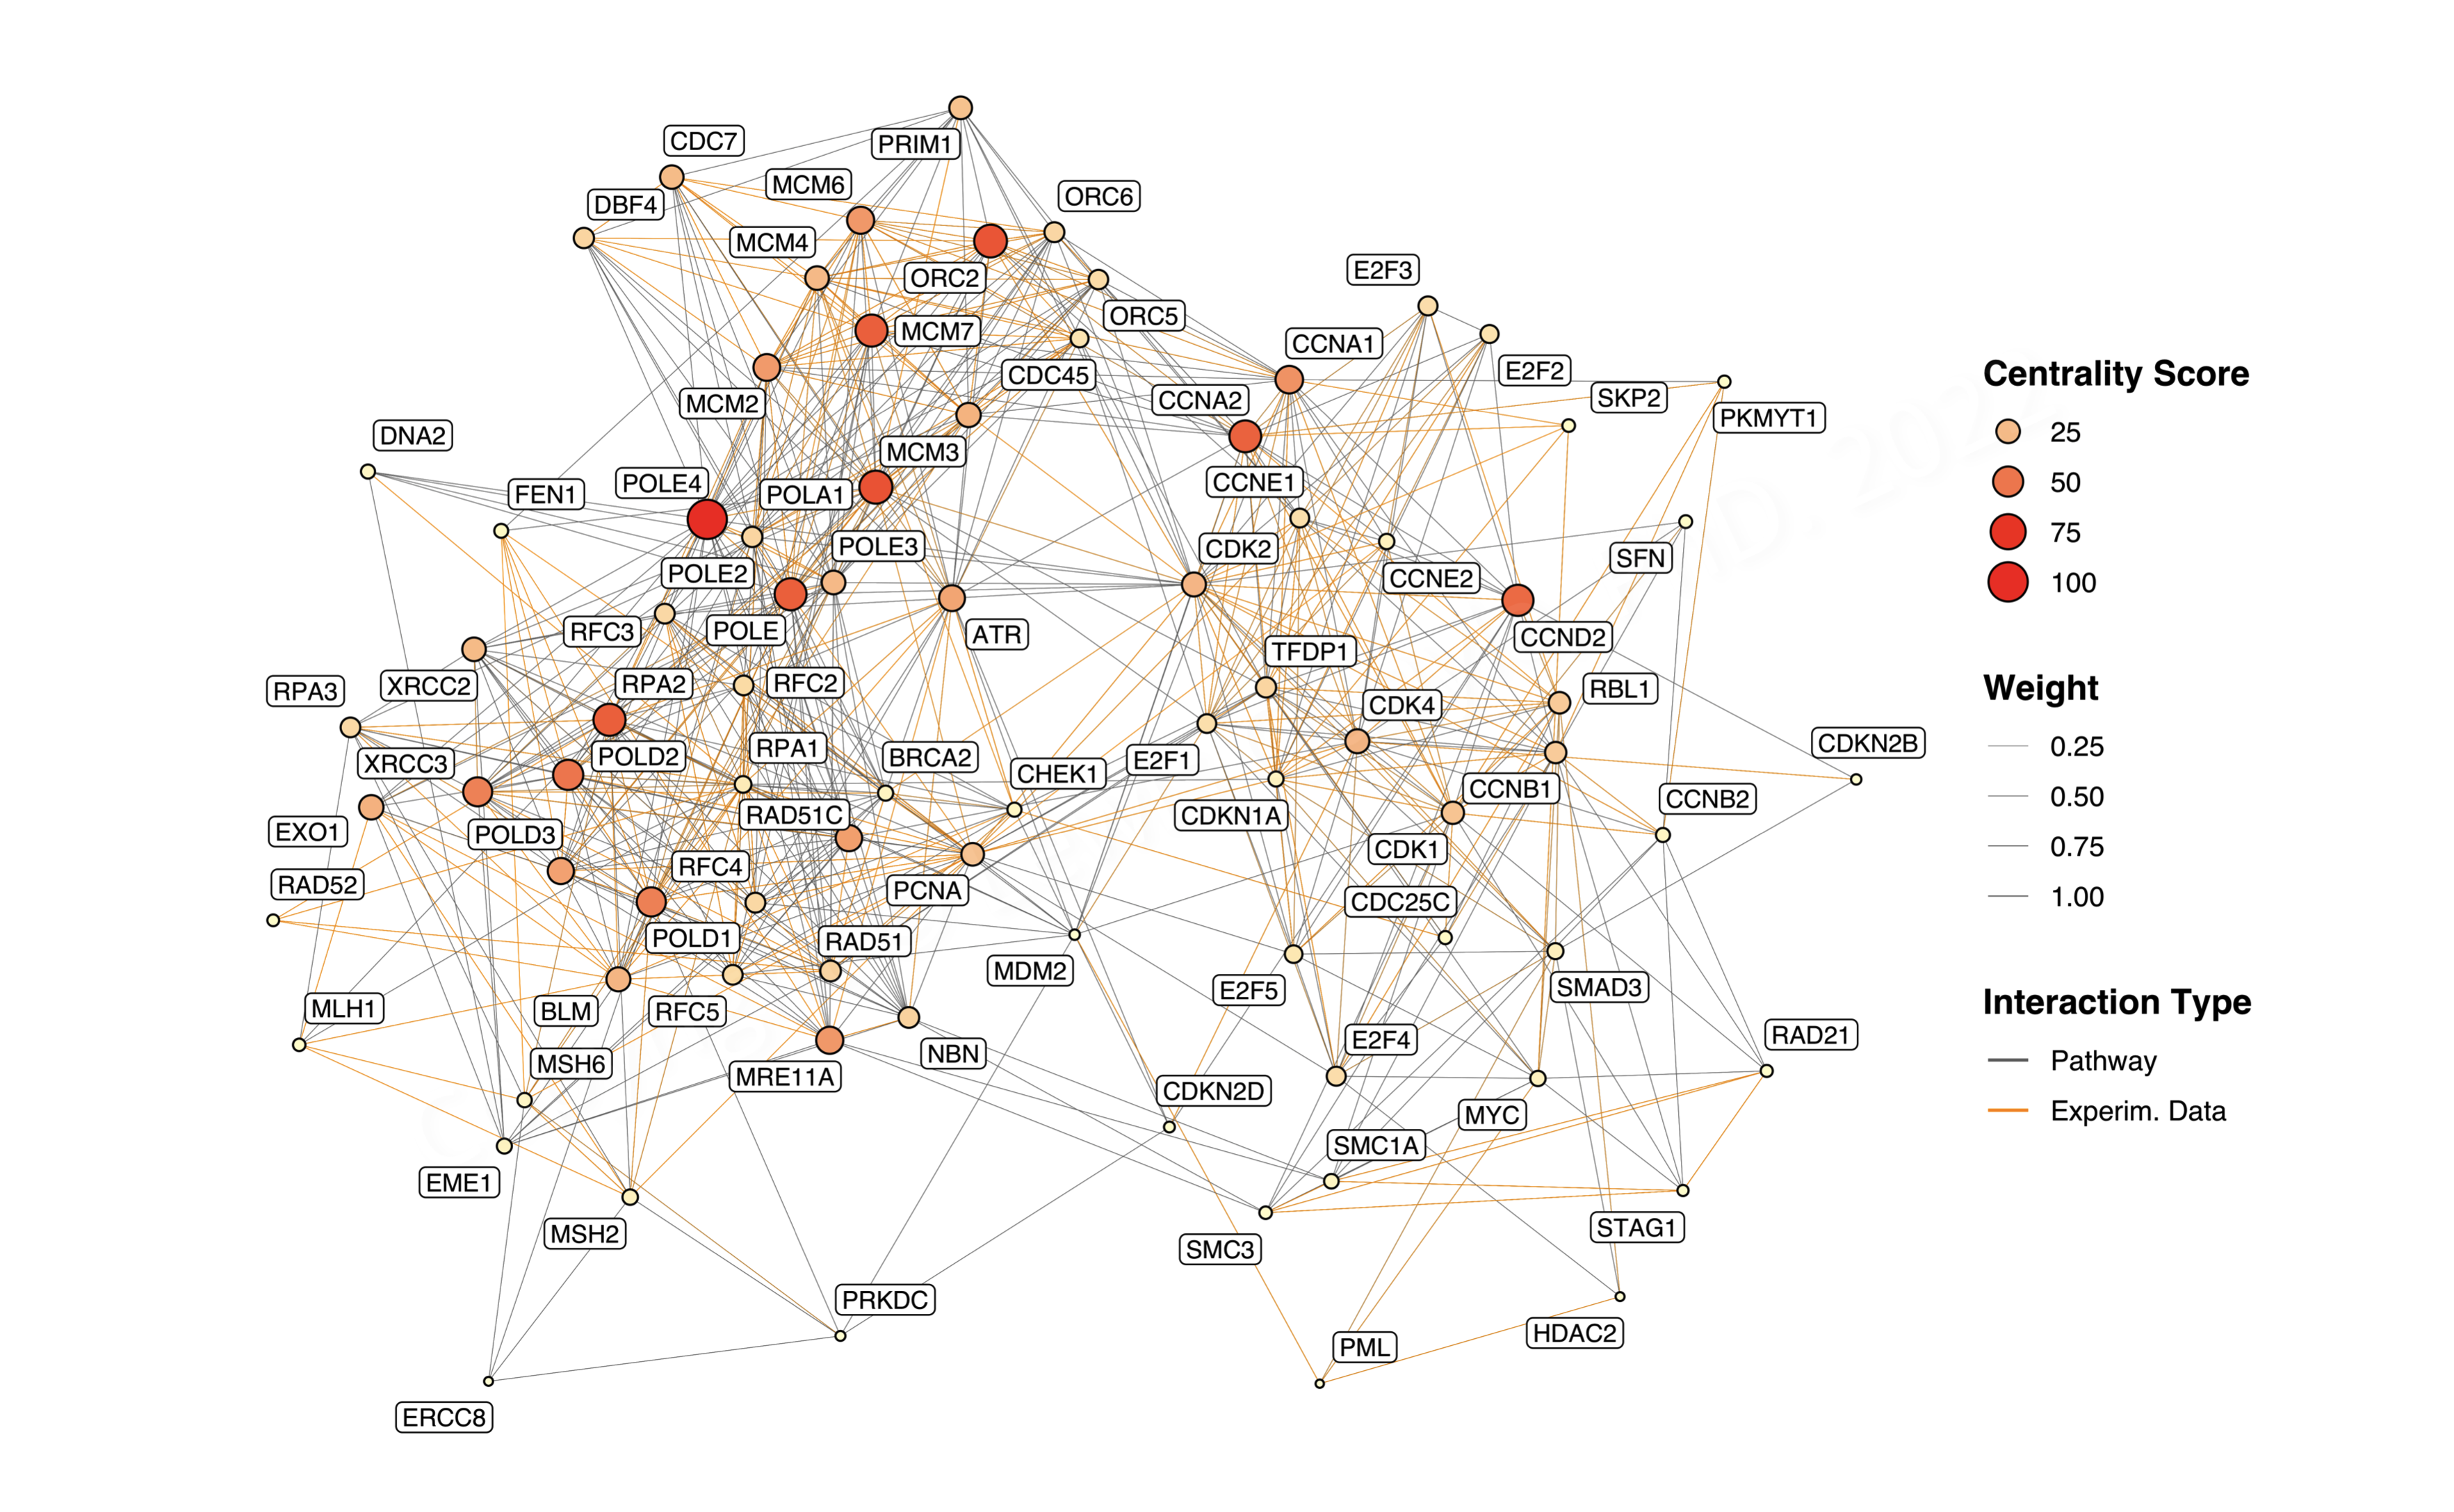 CDC7
PRIM1
MCM6
DBF4
ORC6
MCM4
ORC2
E2F3
ORC5
MCM7
CCNA1
CDC45
E2F2
CCNA2
SKP2
MCM2
PKMYT1
DNA2
MCM3
POLE4
CCNE1
FEN1
POLA1
POLE3
CDK2
SFN
POLE2
CCNE2
RFC3
POLE
ATR
CCND2
TFDP1
RPA3
XRCC2
RPA2
RFC2
RBL1
CDK4
CDKN2B
RPA1
POLD2
BRCA2
E2F1
XRCC3
CHEK1
CCNB1
CCNB2
RAD51C
CDKN1A
EXO1
POLD3
CDK1
RFC4
RAD52
PCNA
CDC25C
POLD1
RAD51
MDM2
E2F5
SMAD3
MLH1
BLM
RFC5
RAD21
E2F4
NBN
MSH6
MRE11A
CDKN2D
MYC
SMC1A
EME1
STAG1
MSH2
SMC3
PRKDC
HDAC2
PML
ERCC8
Centrality Score
25
50
75
100
Weight
0.25
0.50
0.75
1.00
Interaction Type
Pathway
Experim. Data